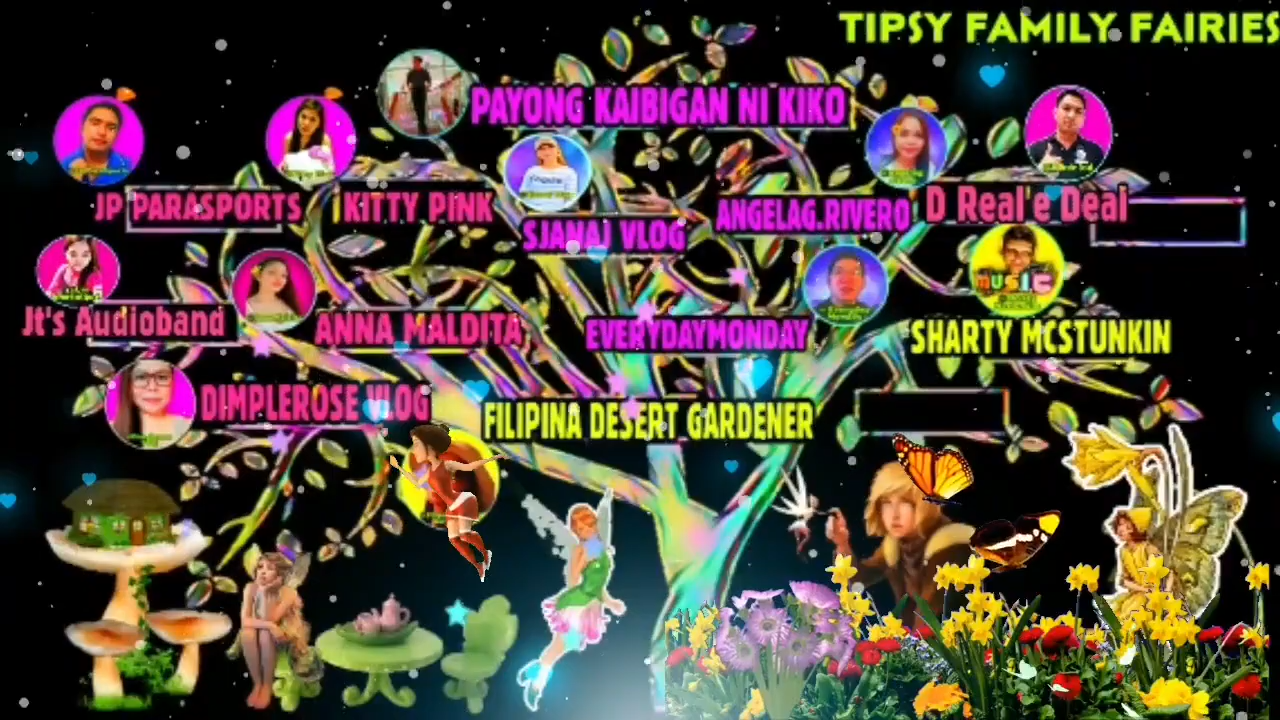 TIPSY FAMILY FAIRIES
PAYONG KAIBIGAN NI KIKO
JP PARASPORTS
KITTY PINK
SJANAJ VLOG
ANGELAG.RIVERO
D Real'e Deal
MUSIC
Jt's Audioband
ANNA MALDITA
EVERYDAYMONDAY
SHARTY MCSTUNKIN
DIMPLEROSE VLOG
FILIPINA DESERT GARDENER